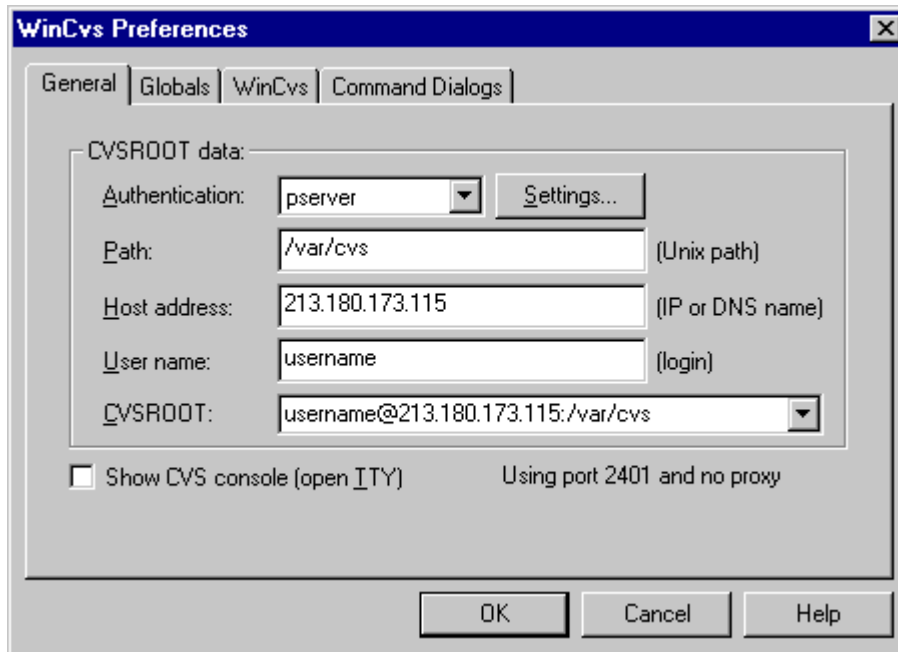 WinCvs Preferences
General Globals WinCvs Command Dialogs
CVSROOT data:
Authentication: pserver Settings...
Path: /var/cvs (Unix path)
Host address: 213.180.173.115 (IP or DNS name)
User name: username (login)
CVSROOT: username@213.180.173.115:/var/cvs
Show CVS console (open TTY) Using port 2401 and no proxy
OK Cancel Help